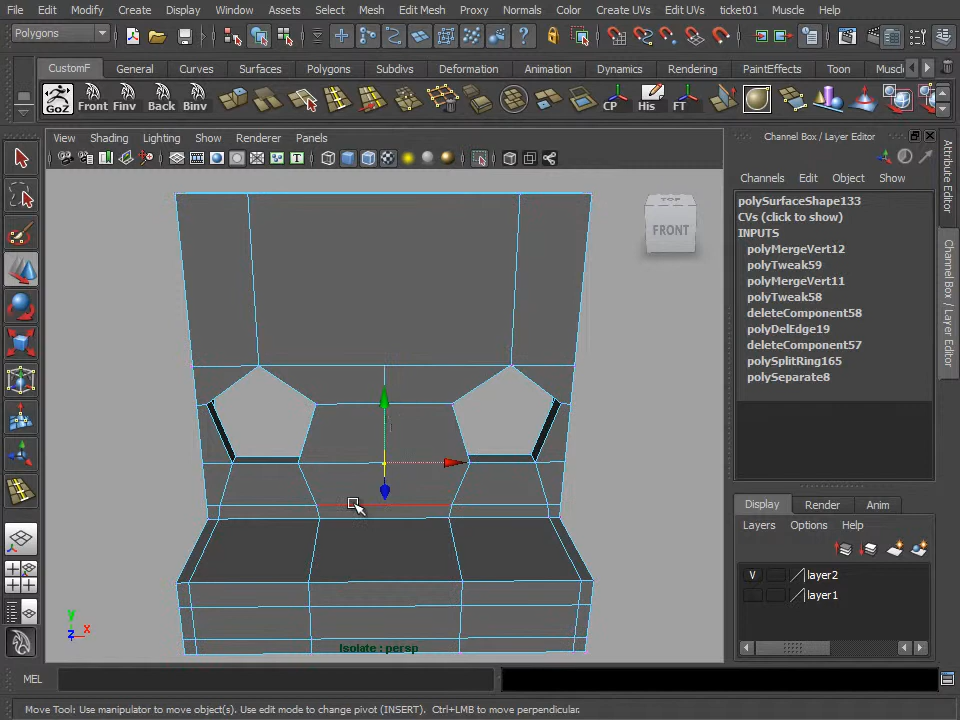 File Edit Modify Create Display Window Assets Select Mesh Edit Mesh Proxy Normals Color Create UVs Edit UVs ticket01 Muscle Help
Polygons
CustomF General Curves Surfaces Polygons Subdivs Deformation Animation Dynamics Rendering PaintEffects Toon Muscl
GoZ Front Finv Back Binv CP His FT
View Shading Lighting Show Renderer Panels
Channel Box / Layer Editor
Channels Edit Object Show
polySurfaceShape133
CVs (click to show)
INPUTS
polyMergeVert12
polyTweak59
polyMergeVert11
polyTweak58
deleteComponent58
polyDelEdge19
deleteComponent57
polySplitRing165
polySeparate8
Attribute Editor
Channel Box / Layer Editor
TOP
FRONT
y
z x
Isolate : persp
Display Render Anim
Layers Options Help
V layer2
layer1
MEL
Move Tool: Use manipulator to move object(s). Use edit mode to change pivot (INSERT). Ctrl+LMB to move perpendicular.